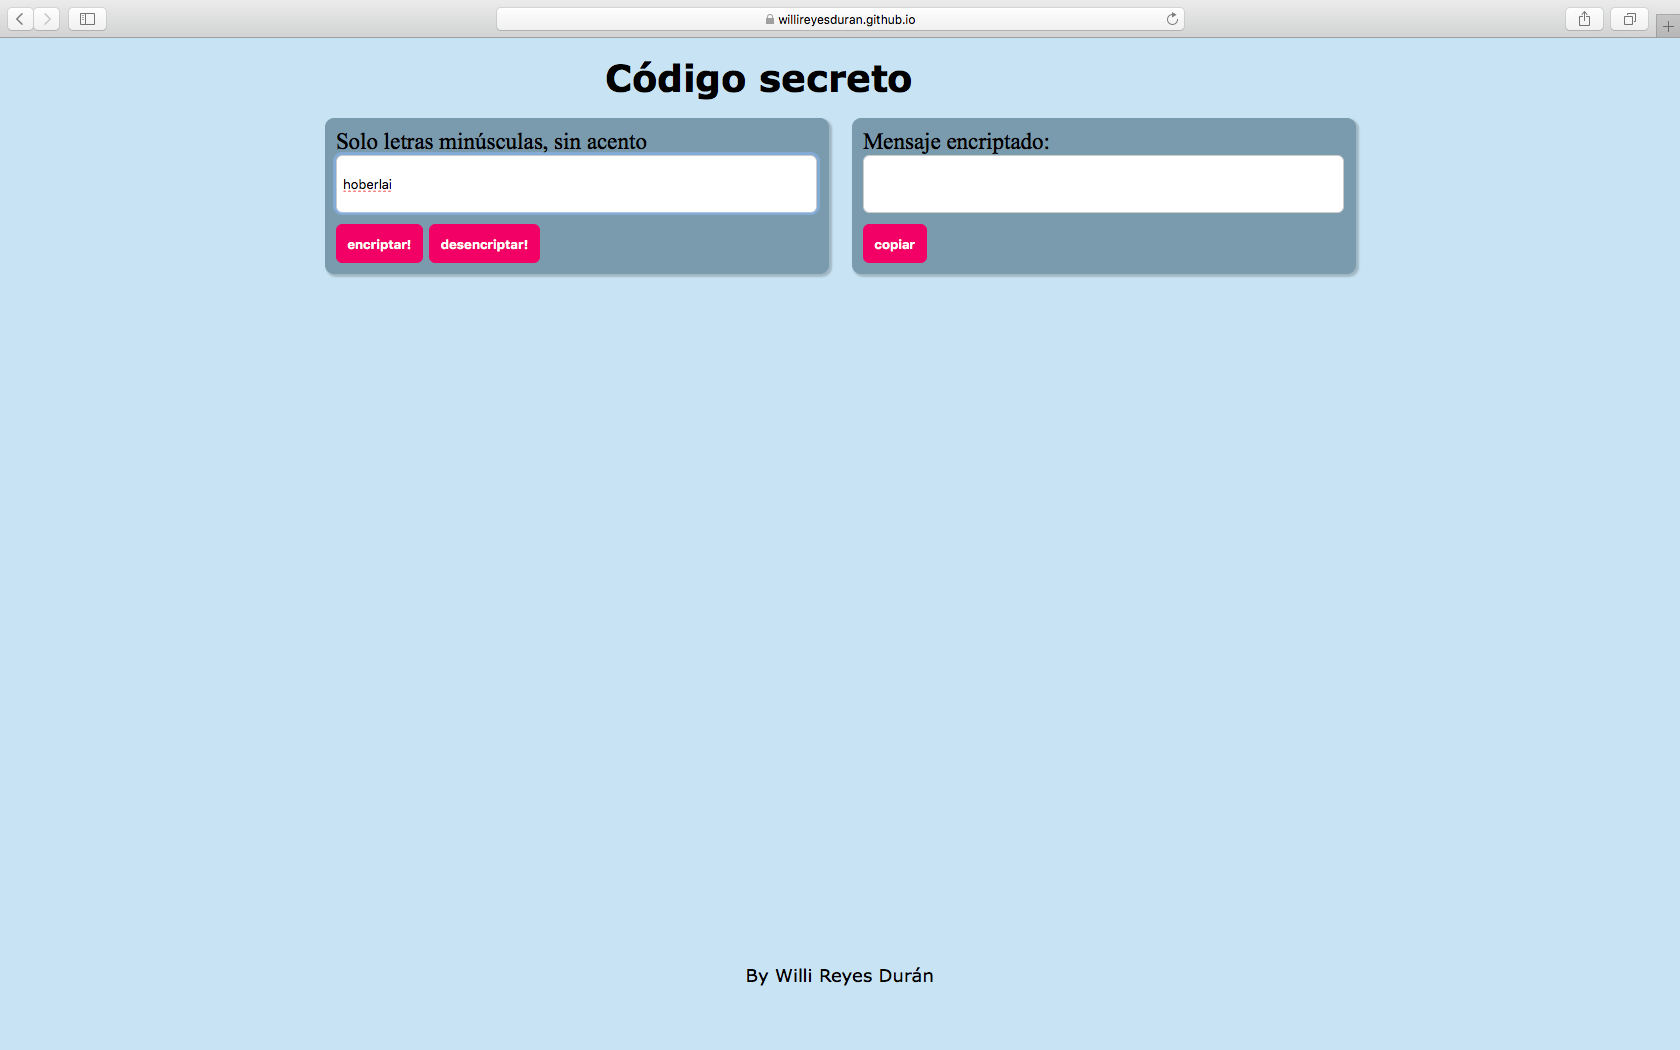 willireyesduran.github.io
Código secreto
Solo letras minúsculas, sin acento
hoberlai
encriptar! desencriptar!
Mensaje encriptado:
copiar
By Willi Reyes Durán